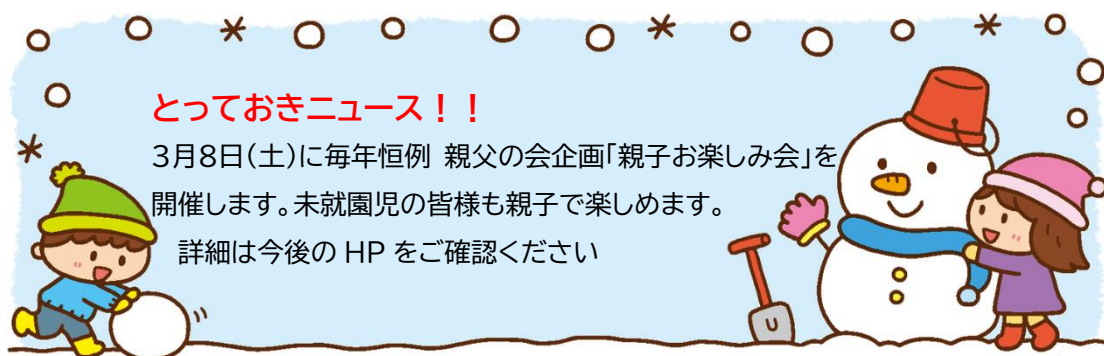 とっておきニュース！！
３月８日（土）に毎年恒例 親父の会企画「親子お楽しみ会」を
開催します。未就園児の皆様も親子で楽しめます。
詳細は今後の HP をご確認ください